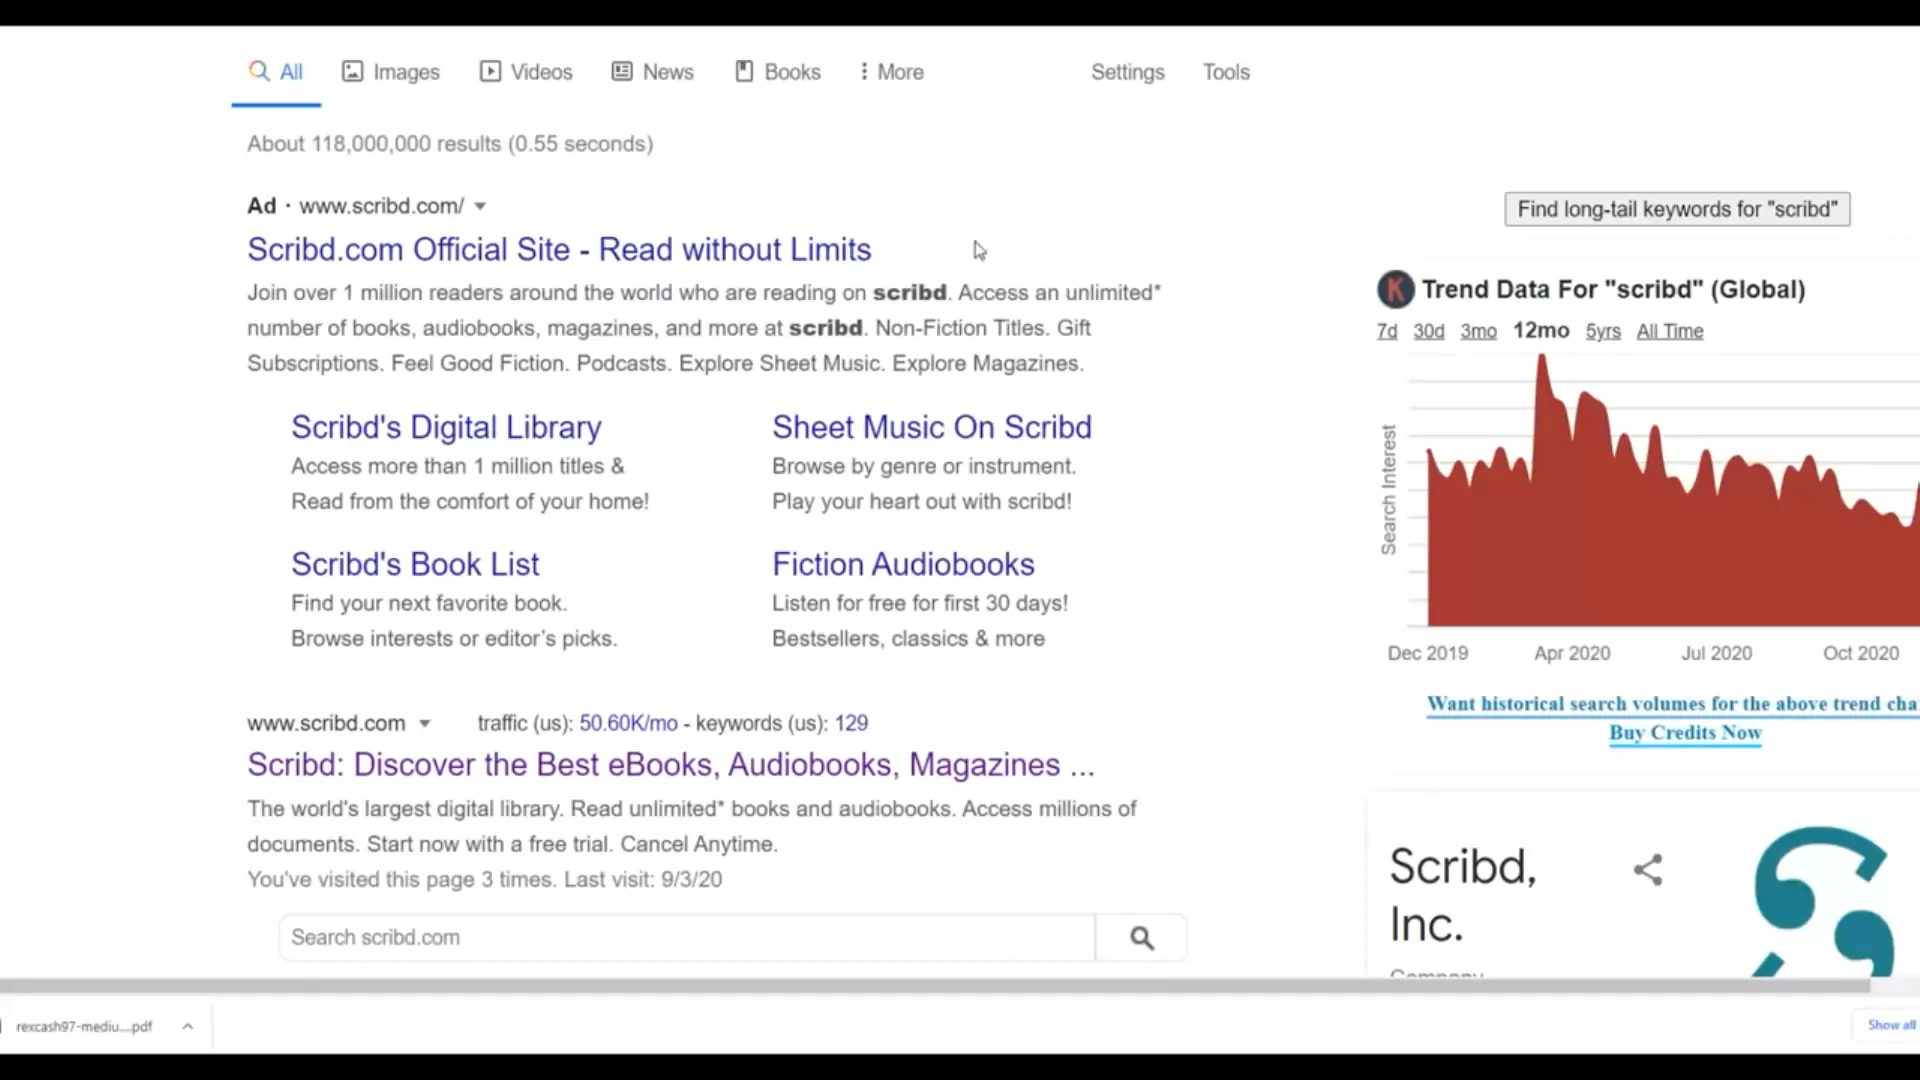 All Images Videos News Books More Settings Tools
About 118,000,000 results (0.55 seconds)
Ad · www.scribd.com/
Scribd.com Official Site - Read without Limits
Join over 1 million readers around the world who are reading on scribd. Access an unlimited*
number of books, audiobooks, magazines, and more at scribd. Non-Fiction Titles. Gift
Subscriptions. Feel Good Fiction. Podcasts. Explore Sheet Music. Explore Magazines.
Scribd's Digital Library
Access more than 1 million titles &
Read from the comfort of your home!
Sheet Music On Scribd
Browse by genre or instrument.
Play your heart out with scribd!
Scribd's Book List
Find your next favorite book.
Browse interests or editor's picks.
Fiction Audiobooks
Listen for free for first 30 days!
Bestsellers, classics & more
www.scribd.com traffic (us): 50.60K/mo - keywords (us): 129
Scribd: Discover the Best eBooks, Audiobooks, Magazines ...
The world's largest digital library. Read unlimited* books and audiobooks. Access millions of
documents. Start now with a free trial. Cancel Anytime.
You've visited this page 3 times. Last visit: 9/3/20
Search scribd.com
Find long-tail keywords for "scribd"
K
Trend Data For "scribd" (Global)
7d 30d 3mo 12mo 5yrs All Time
Search Interest
Dec 2019 Apr 2020 Jul 2020 Oct 2020
Want historical search volumes for the above trend cha
Buy Credits Now
Scribd,
Inc.
rexcash97-mediu....pdf
Show all